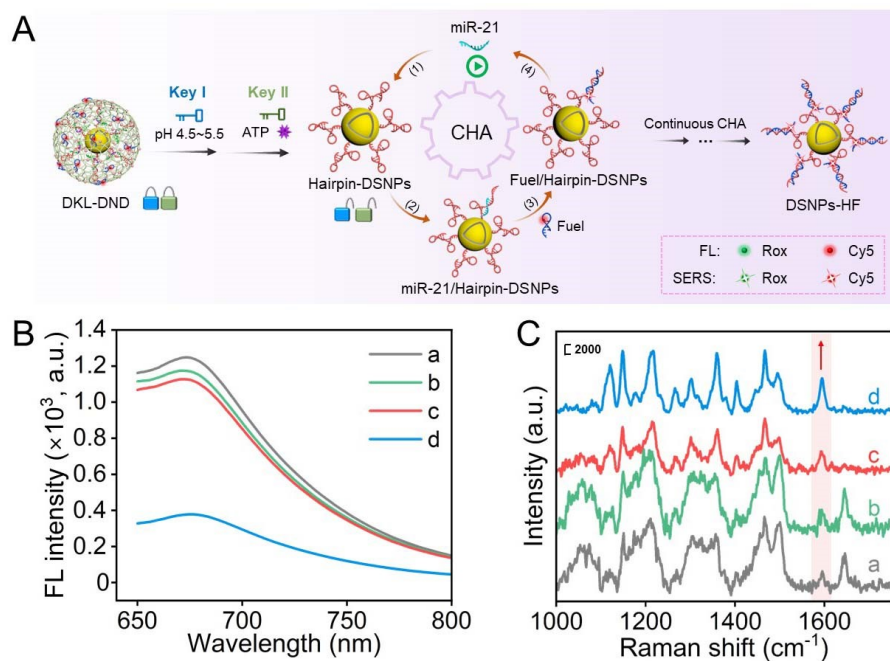 A
miR-21
Key I
Key II
(1)
(4)
pH 4.5~5.5
ATP
CHA
Continuous CHA
...
DKL-DND
Hairpin-DSNPs
Fuel/Hairpin-DSNPs
DSNPs-HF
(2)
(3)
Fuel
miR-21/Hairpin-DSNPs
FL: Rox Cy5
SERS: Rox Cy5
B
FL intensity (×10³, a.u.)
1.4
1.2
1.0
0.8
0.6
0.4
0.2
0
a
b
c
d
650 700 750 800
Wavelength (nm)
C
Intensity (a.u.)
2000
d
c
b
a
1000 1200 1400 1600
Raman shift (cm⁻¹)